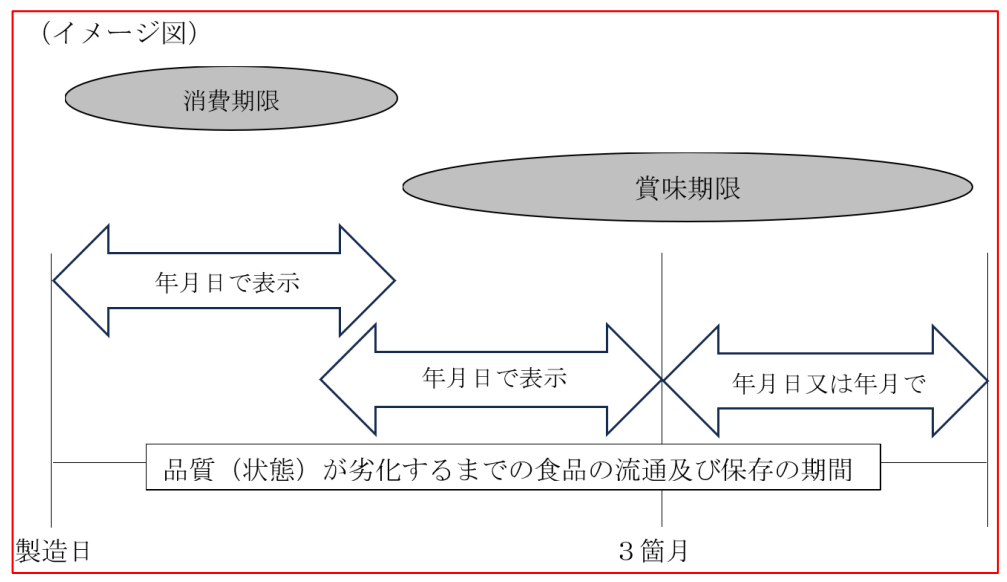 （イメージ図）
消費期限
賞味期限
年月日で表示
年月日で表示
年月日又は年月で
品質（状態）が劣化するまでの食品の流通及び保存の期間
製造日
３箇月